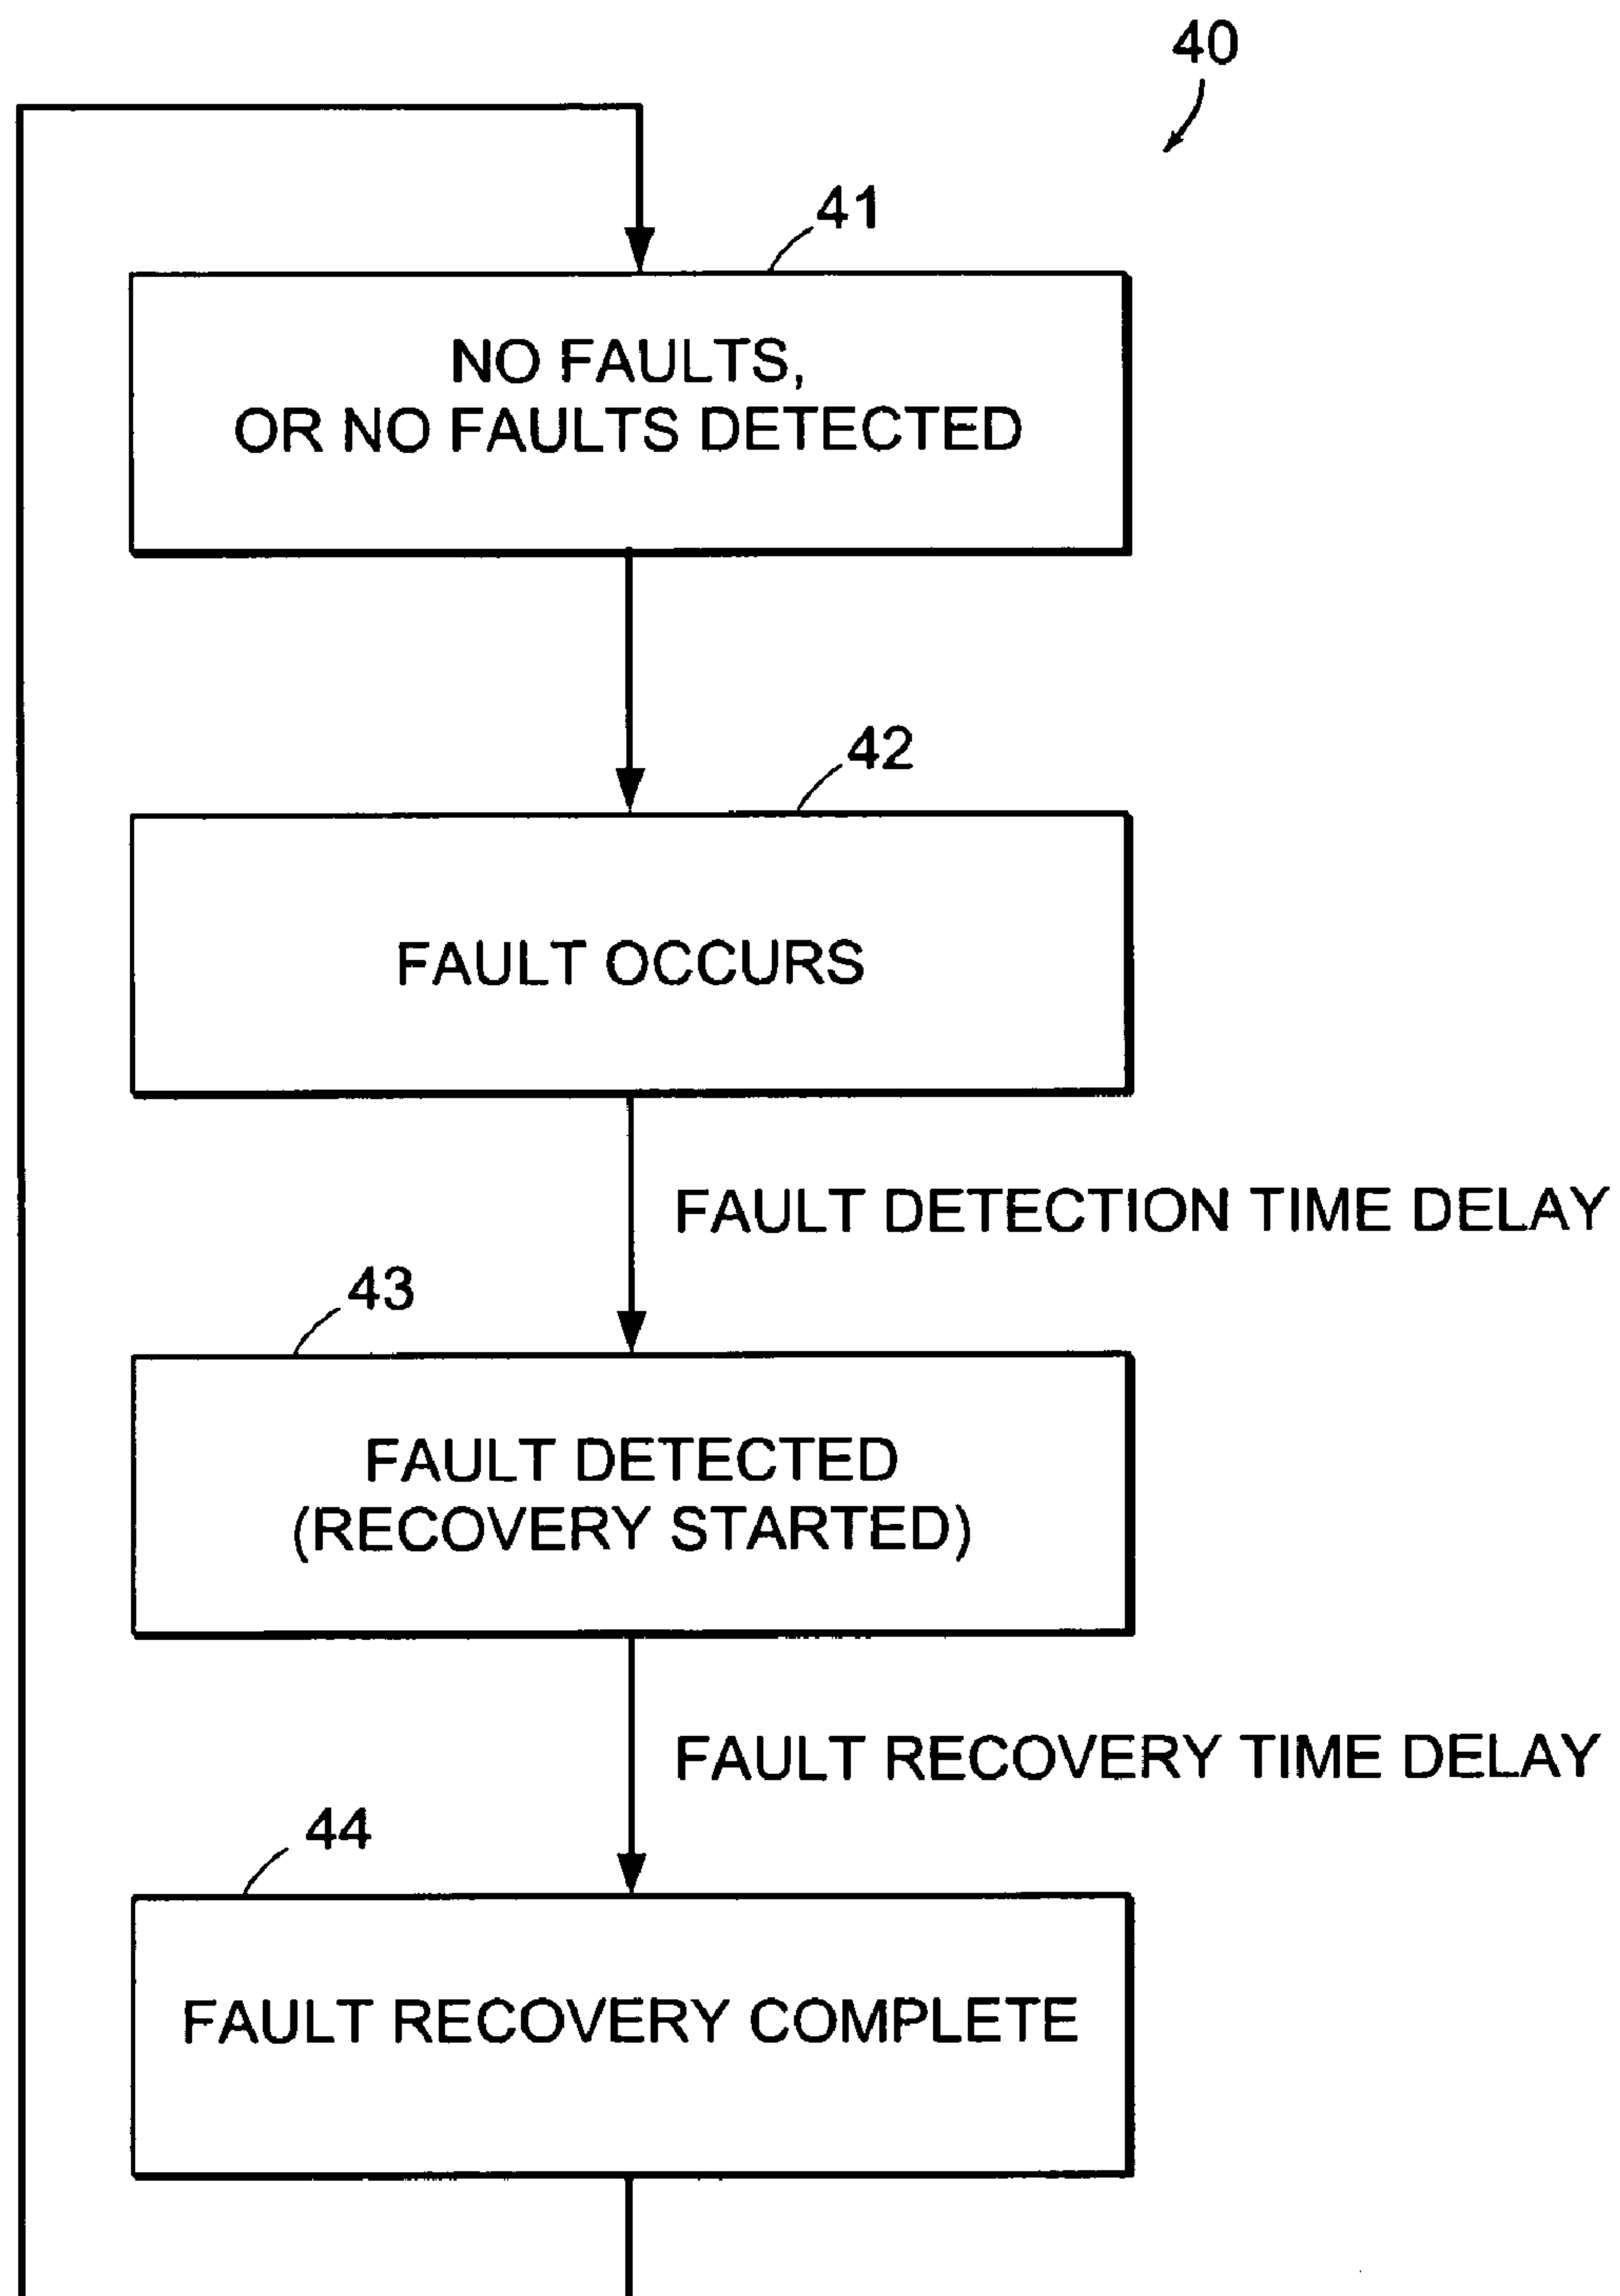 40
41
NO FAULTS,
OR NO FAULTS DETECTED
42
FAULT OCCURS
FAULT DETECTION TIME DELAY
43
FAULT DETECTED
(RECOVERY STARTED)
FAULT RECOVERY TIME DELAY
44
FAULT RECOVERY COMPLETE